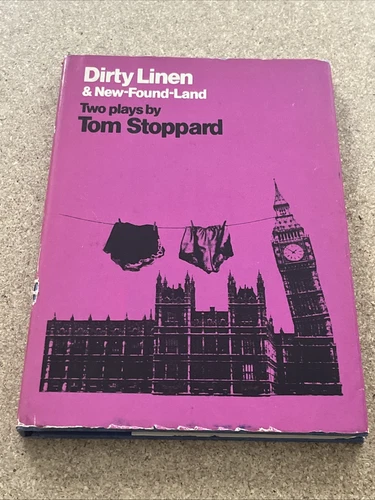 Dirty Linen
& New-Found-Land
Two plays by
Tom Stoppard